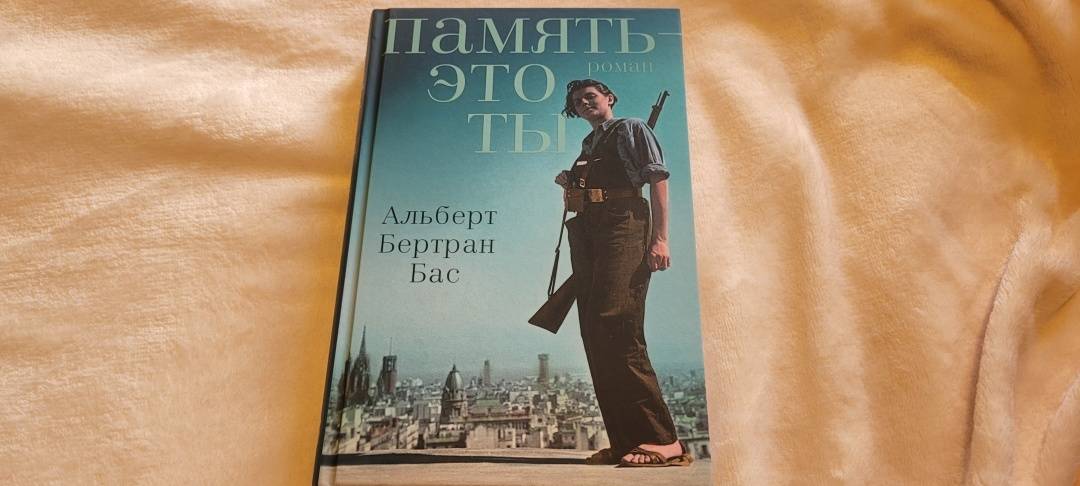 память-
это
роман
ты
Альберт
Бертран
Бас